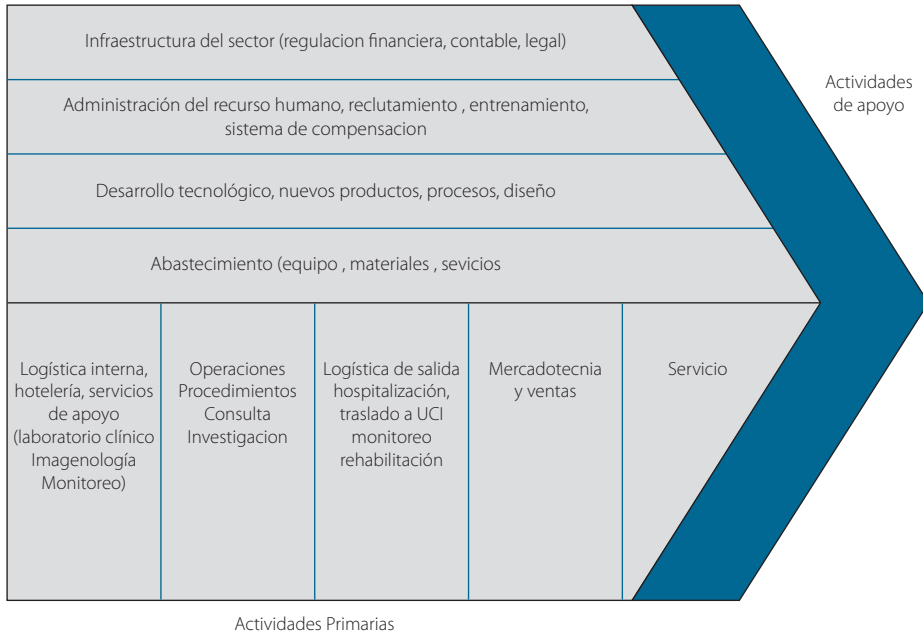 Infraestructura del sector (regulacion financiera, contable, legal)
Actividades
de apoyo
Administración del recurso humano, reclutamiento , entrenamiento,
sistema de compensacion
Desarrollo tecnológico, nuevos productos, procesos, diseño
Abastecimiento (equipo , materiales , sevicios
Logística interna,
hotelería, servicios
de apoyo
(laboratorio clínico
Imagenología
Monitoreo)
Operaciones
Procedimientos
Consulta
Investigacion
Logística de salida
hospitalización,
traslado a UCI
monitoreo
rehabilitación
Mercadotecnia
y ventas
Servicio
Actividades Primarias